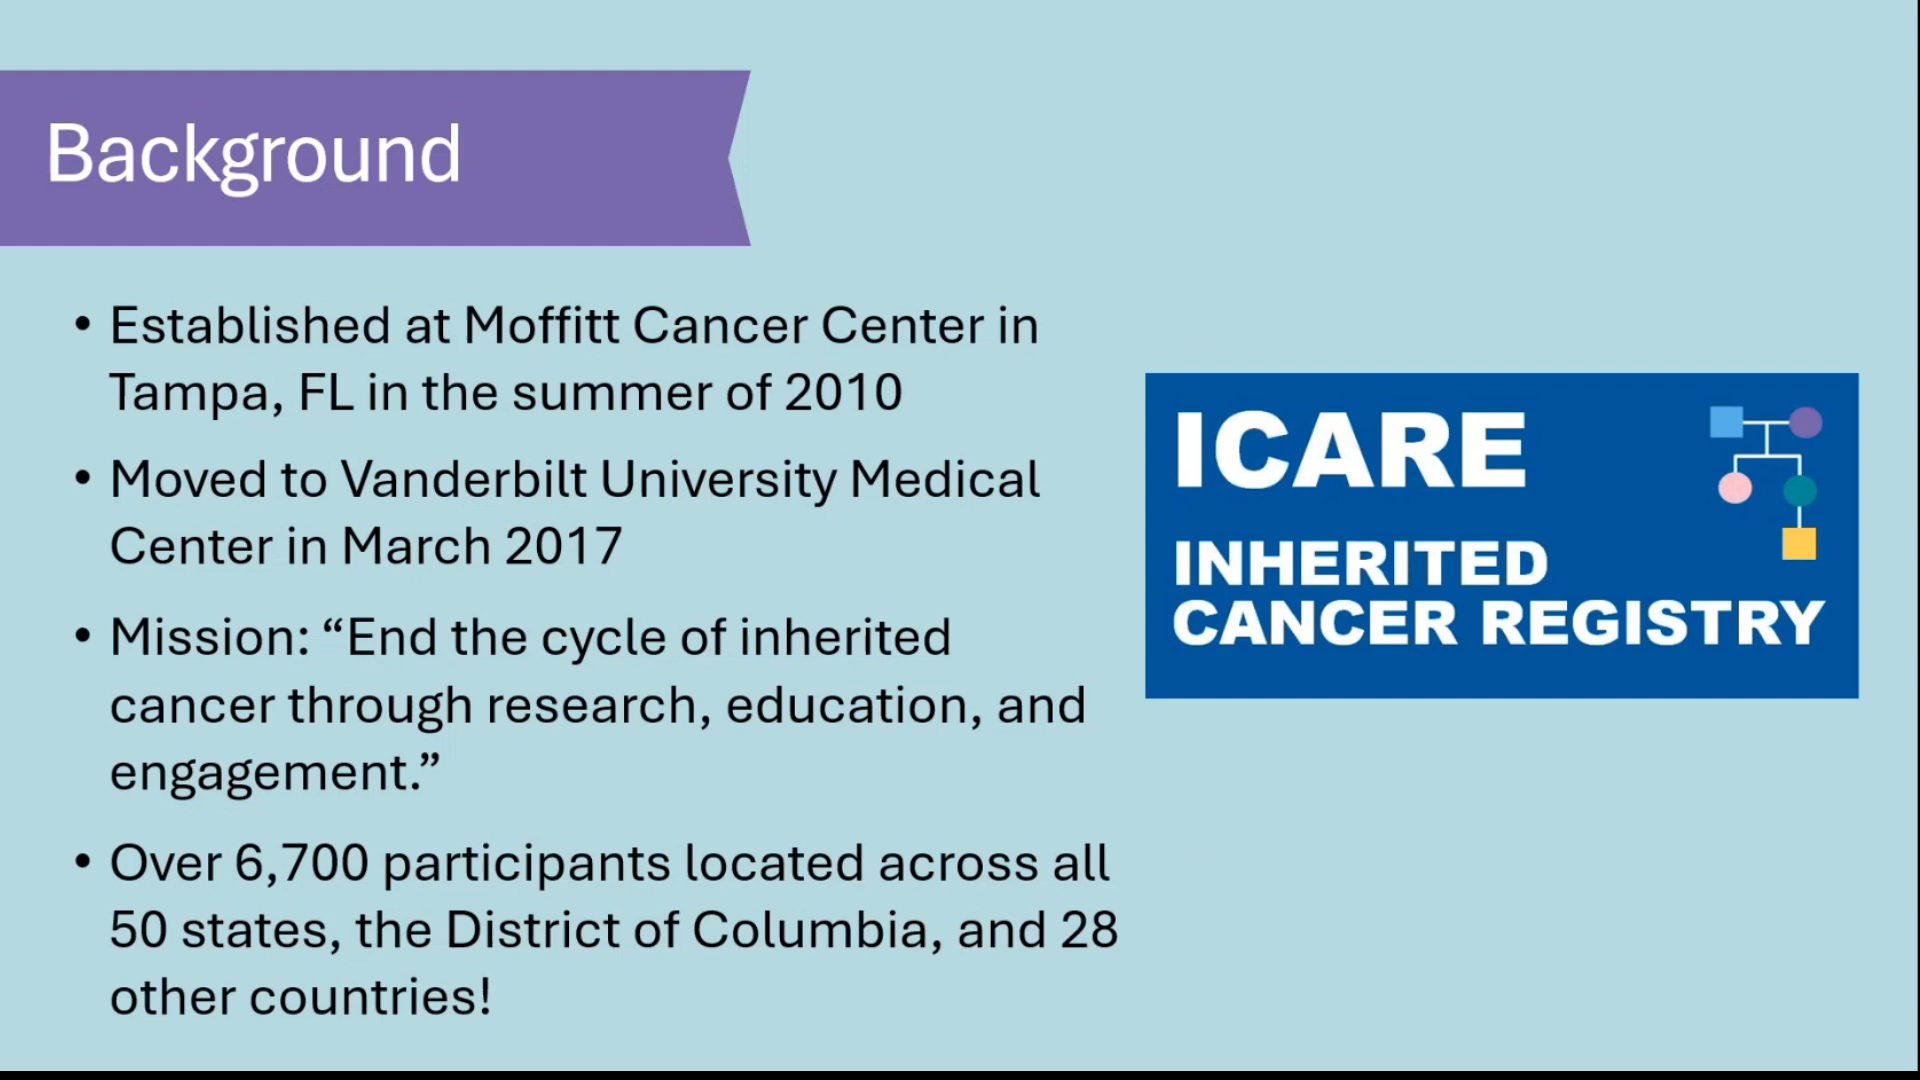 Background
• Established at Moffitt Cancer Center in
Tampa, FL in the summer of 2010
• Moved to Vanderbilt University Medical
Center in March 2017
• Mission: “End the cycle of inherited
cancer through research, education, and
engagement.”
• Over 6,700 participants located across all
50 states, the District of Columbia, and 28
other countries!
ICARE
INHERITED
CANCER REGISTRY